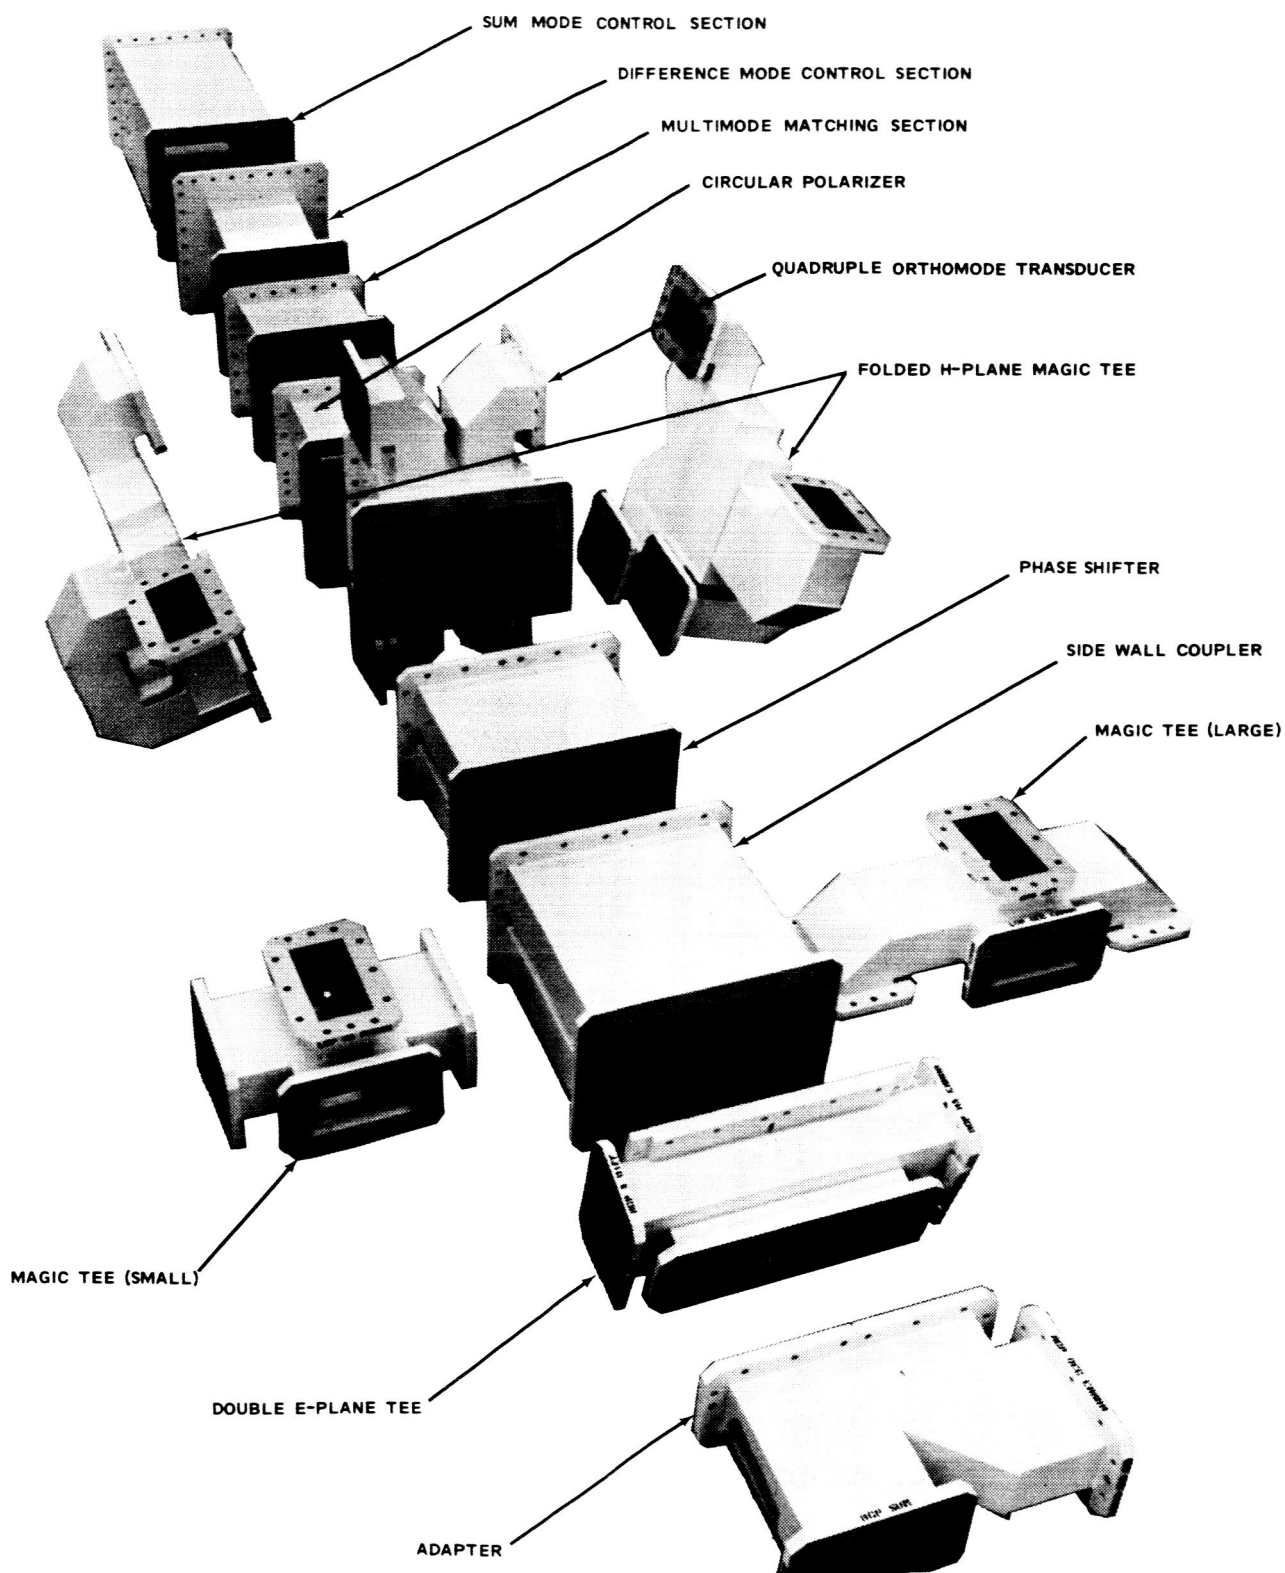 SUM MODE CONTROL SECTION
DIFFERENCE MODE CONTROL SECTION
MULTIMODE MATCHING SECTION
CIRCULAR POLARIZER
QUADRUPLE ORTHOMODE TRANSDUCER
FOLDED H-PLANE MAGIC TEE
PHASE SHIFTER
SIDE WALL COUPLER
MAGIC TEE (LARGE)
MAGIC TEE (SMALL)
DOUBLE E-PLANE TEE
SUM
ADAPTER